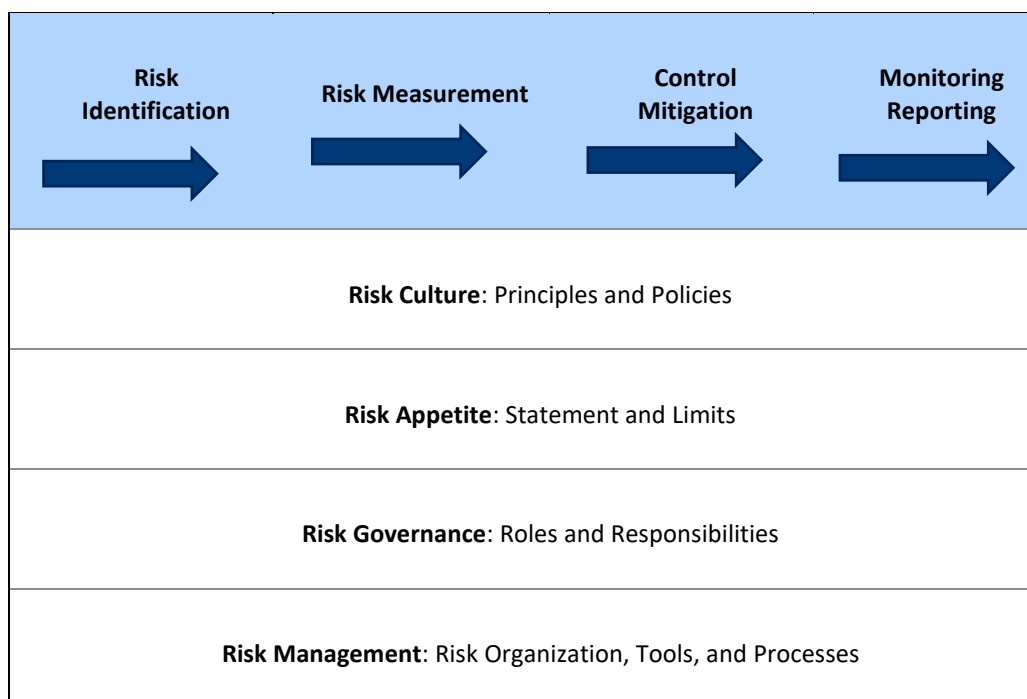 Risk
Identification
Risk Measurement
Control
Mitigation
Monitoring
Reporting
Risk Culture: Principles and Policies
Risk Appetite: Statement and Limits
Risk Governance: Roles and Responsibilities
Risk Management: Risk Organization, Tools, and Processes